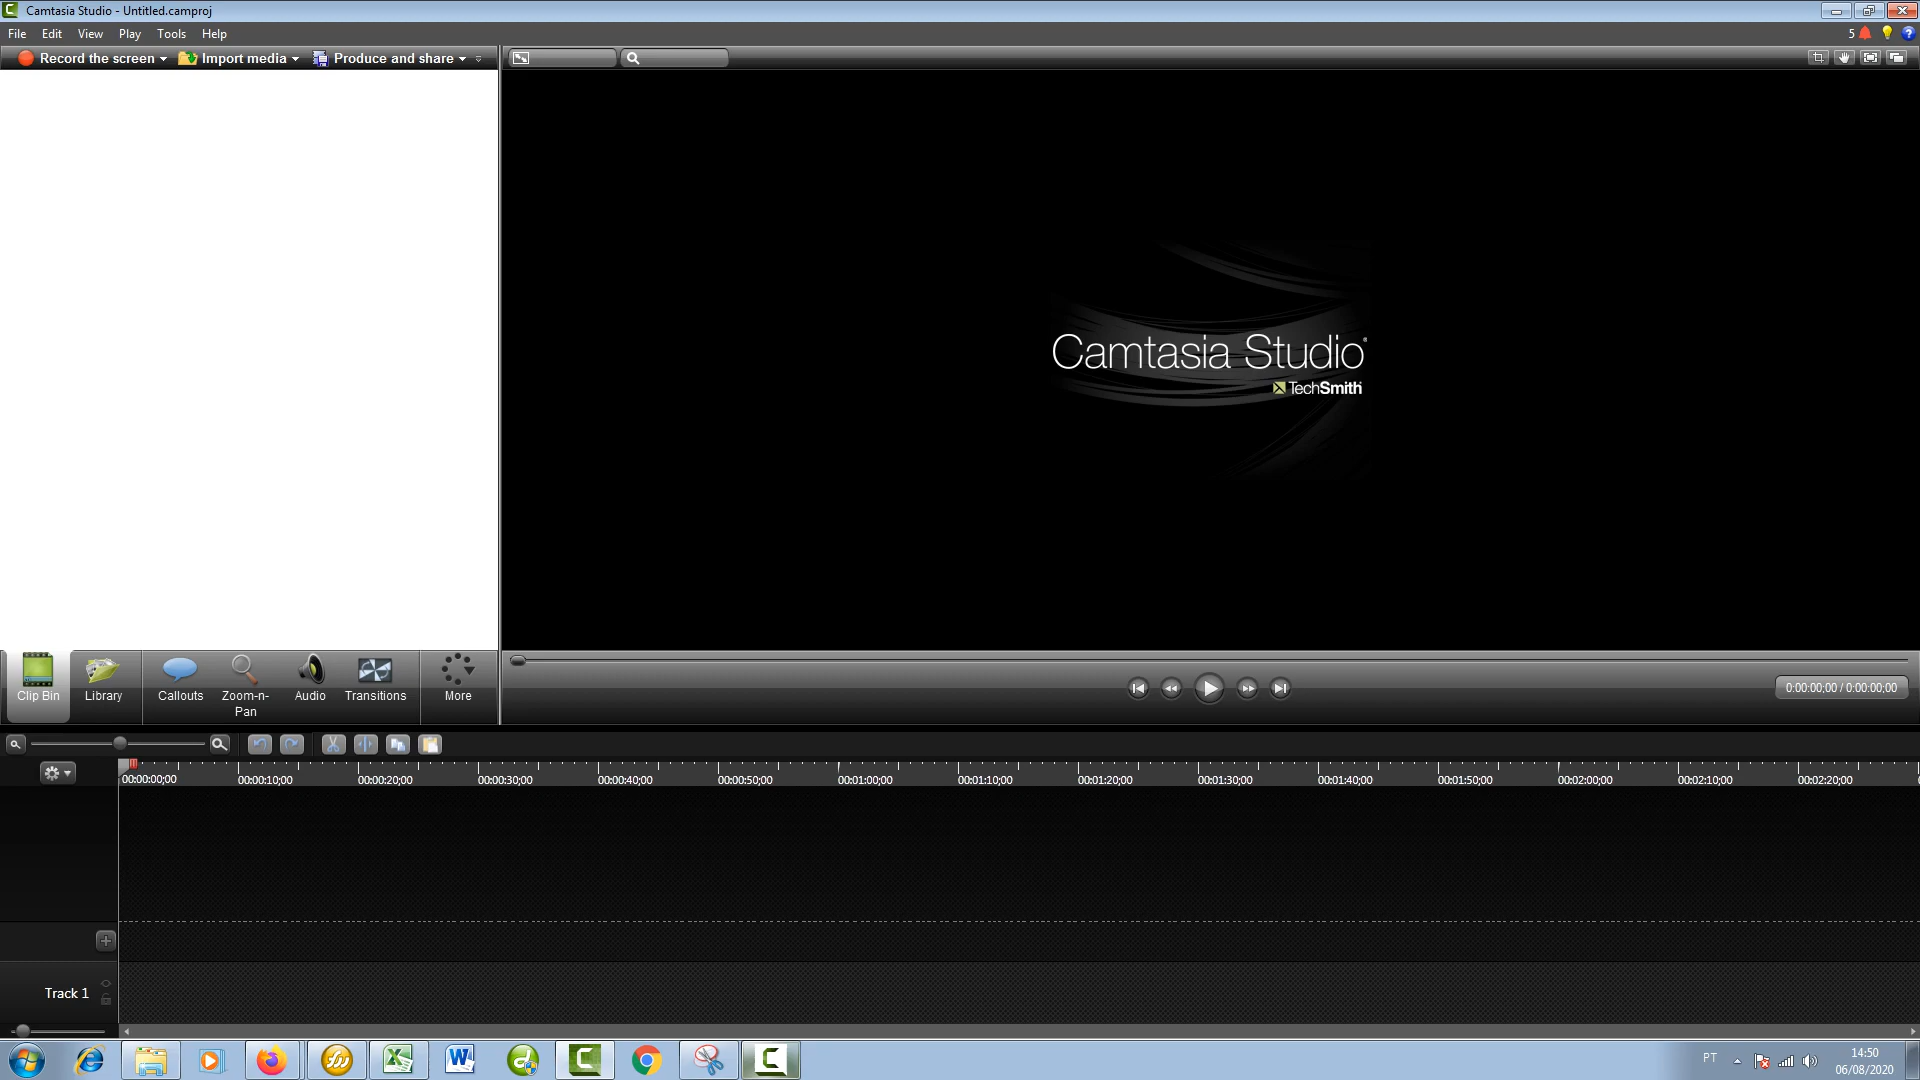 Camtasia Studio - Untitled.camproj
File Edit View Play Tools Help
5
Record the screen Import media Produce and share
Camtasia Studio®
TechSmith
Clip Bin Library Callouts Zoom-n-Pan Audio Transitions More
0:00:00;00 / 0:00:00;00
00:00:00;00 00:00:10;00 00:00:20;00 00:00:30;00 00:00:40;00 00:00:50;00 00:01:00;00 00:01:10;00 00:01:20;00 00:01:30;00 00:01:40;00 00:01:50;00 00:02:00;00 00:02:10;00 00:02:20;00
Track 1
PT
14:50
06/08/2020